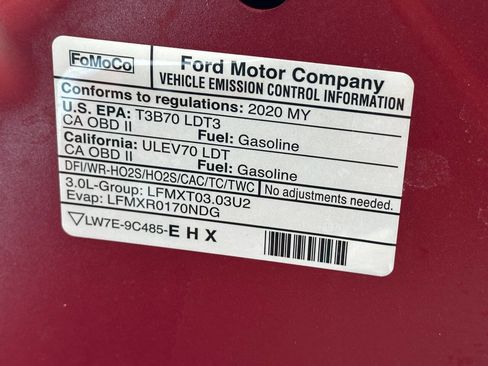 FoMoCo
Ford Motor Company
VEHICLE EMISSION CONTROL INFORMATION
Conforms to regulations: 2020 MY
U.S. EPA: T3B70 LDT3
CA OBD II Fuel: Gasoline
California: ULEV70 LDT
CA OBD II Fuel: Gasoline
DFI/WR-HO2S/HO2S/CAC/TC/TWC
No adjustments needed.
3.0L-Group: LFMXT03.03U2
Evap: LFMXR0170NDG
LW7E-9C485-E H X